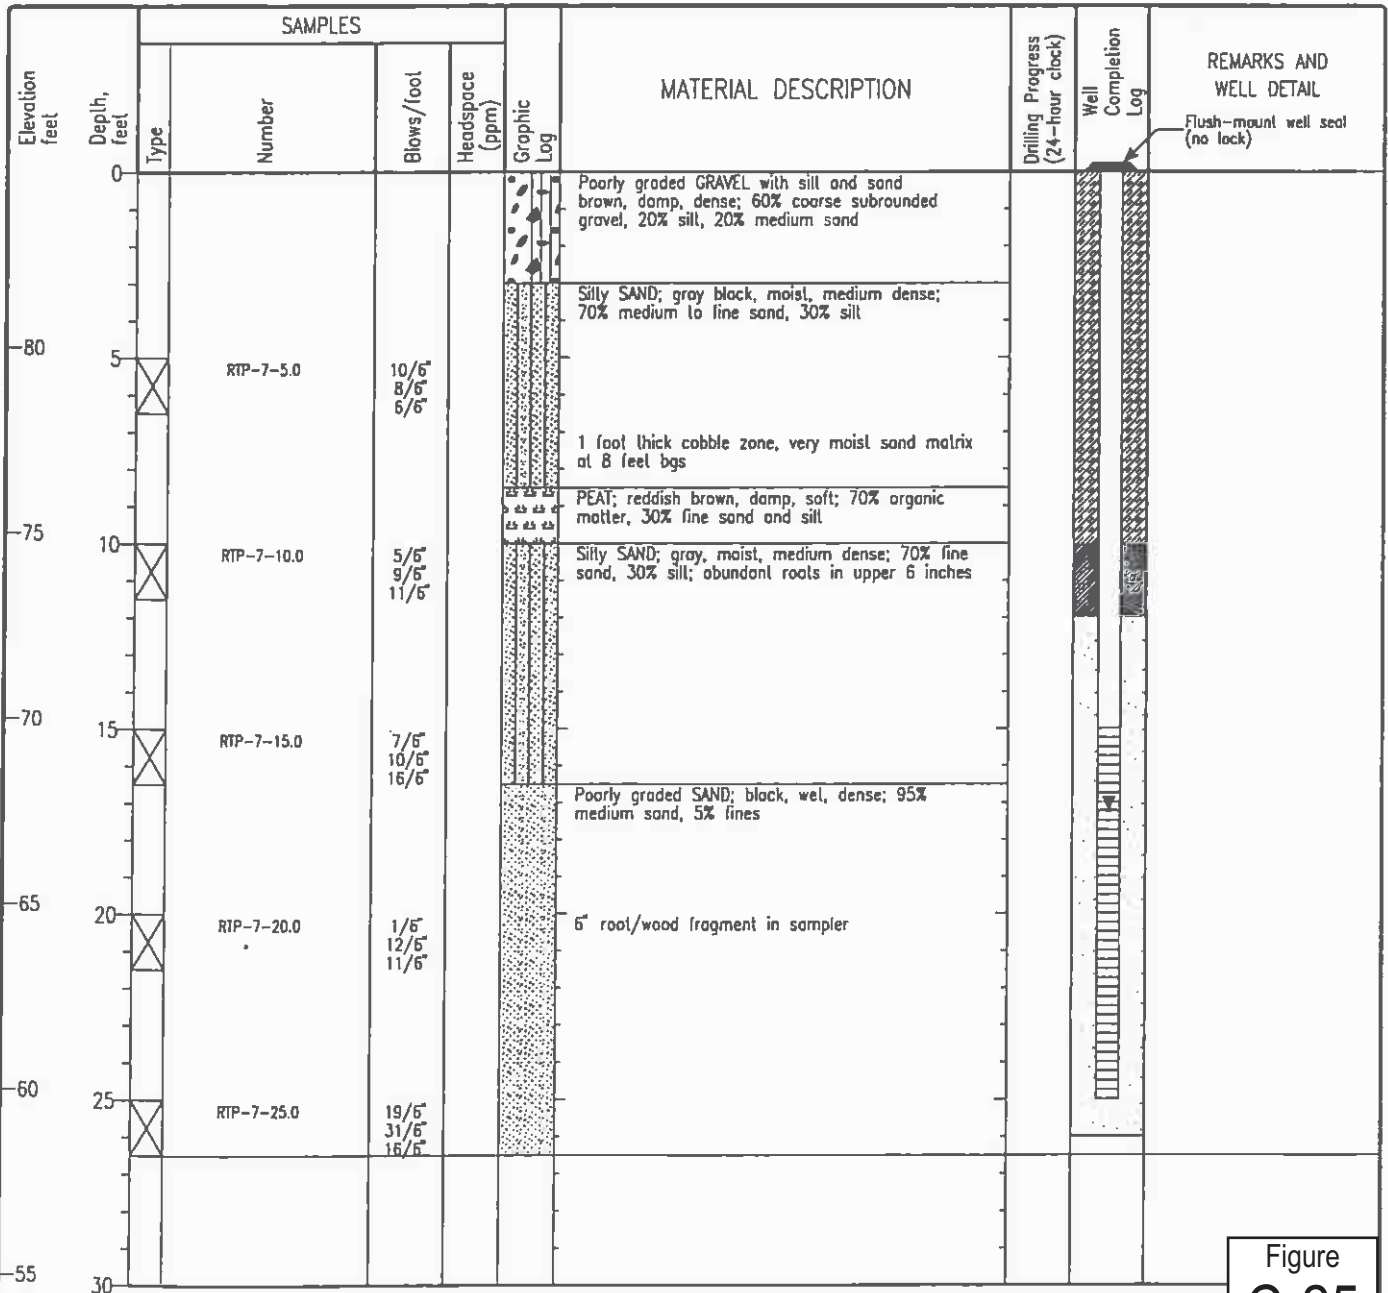 SAMPLES
Elevation
feet
Depth,
feet
Type
Number
Blows/foot
Headspace
(ppm)
Graphic
Log
MATERIAL DESCRIPTION
Drilling Progress
(24-hour clock)
Well
Completion
Log
REMARKS AND
WELL DETAIL
Flush-mount well seal
(no lock)
0
Poorly graded GRAVEL with silt and sand
brown, damp, dense; 60% coarse subrounded
gravel, 20% silt, 20% medium sand
Silty SAND; gray black, moist, medium dense;
70% medium to fine sand, 30% silt
80
5
RTP-7-5.0
10/6"
8/6"
6/6"
1 foot thick cobble zone, very moist sand matrix
at 8 feet bgs
PEAT; reddish brown, damp, soft; 70% organic
matter, 30% fine sand and silt
75
10
RTP-7-10.0
5/6"
9/6"
11/6"
Silty SAND; gray, moist, medium dense; 70% fine
sand, 30% silt; abundant roots in upper 6 inches
70
15
RTP-7-15.0
7/6"
10/6"
16/6"
Poorly graded SAND; black, wet, dense; 95%
medium sand, 5% fines
65
20
RTP-7-20.0
1/6"
12/6"
11/6"
6" root/wood fragment in sampler
60
25
RTP-7-25.0
19/6"
31/6"
16/6"
55
30
Figure